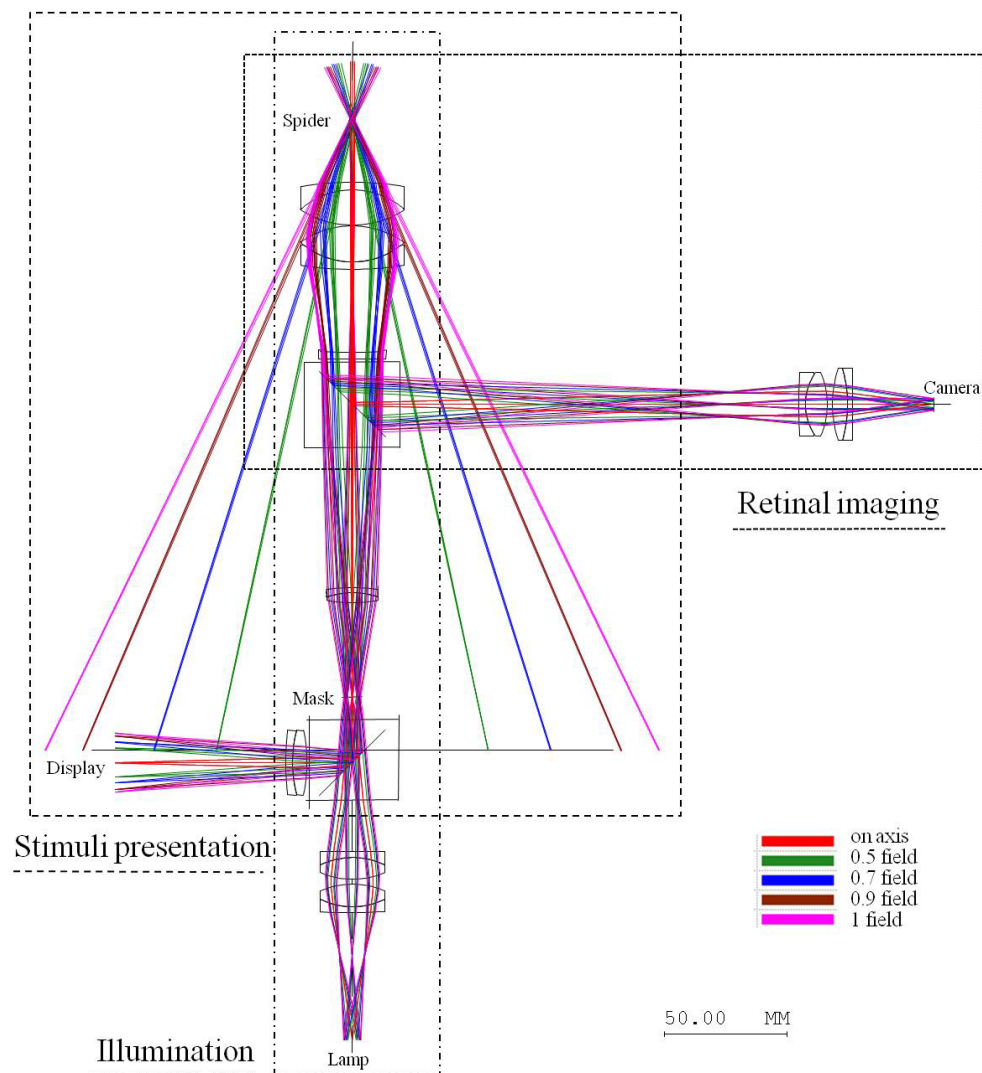 Spider
Camera
Retinal imaging
Mask
Display
Stimuli presentation
on axis
0.5 field
0.7 field
0.9 field
1 field
50.00 MM
Illumination
Lamp